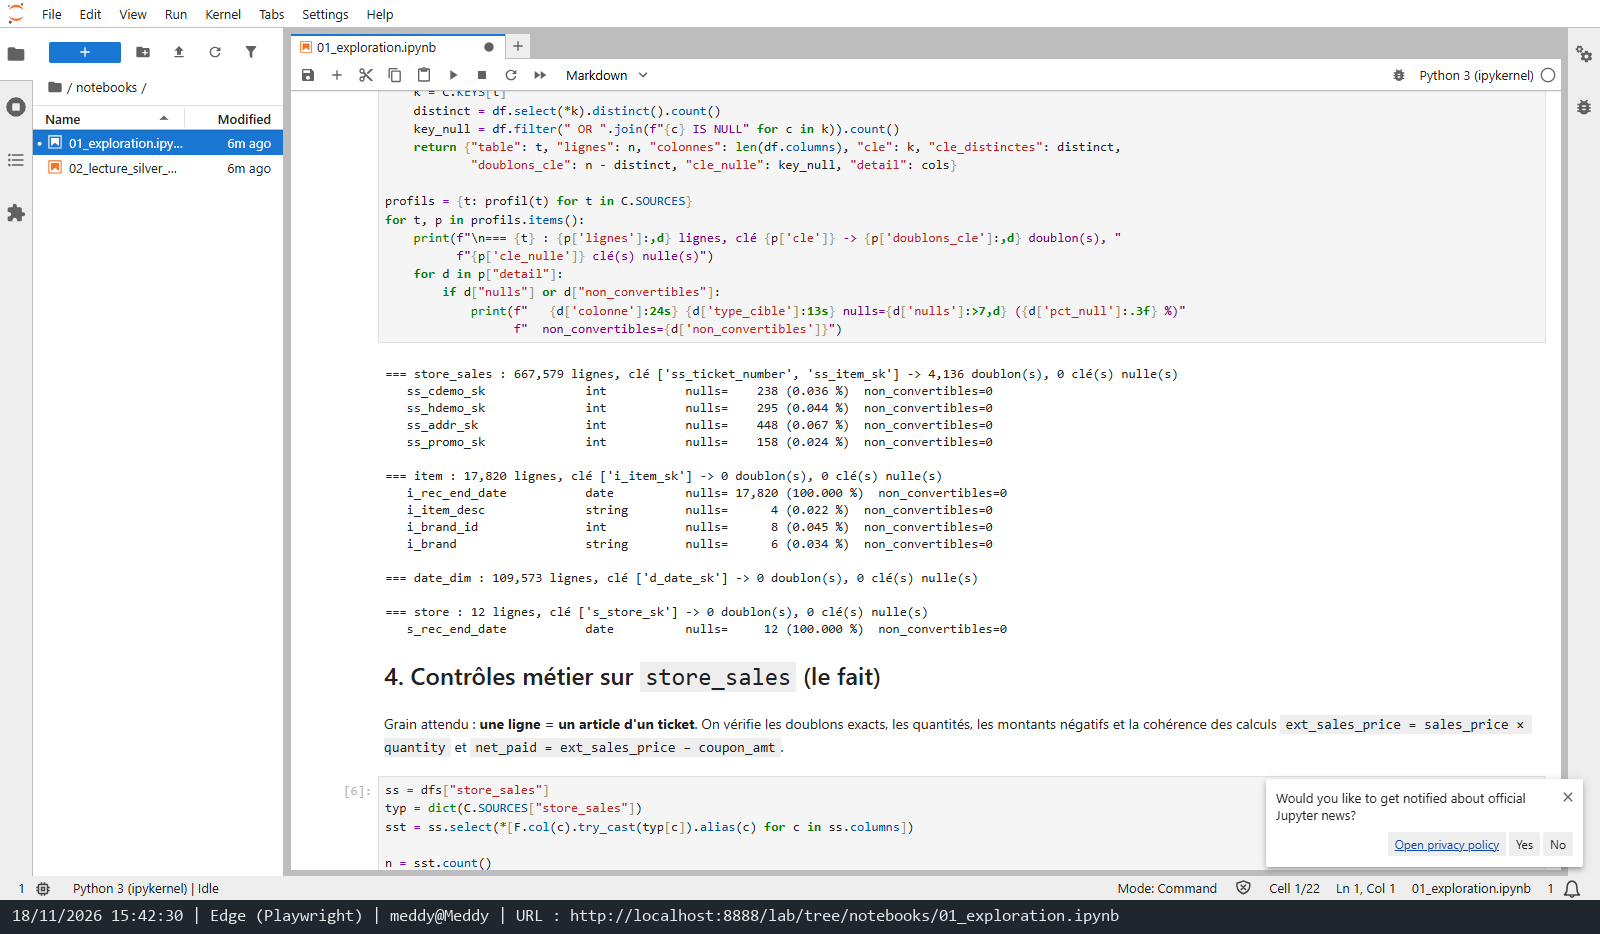 File Edit View Run Kernel Tabs Settings Help
01_exploration.ipynb
Markdown
Python 3 (ipykernel)
/ notebooks /
Name Modified
01_exploration.ipy... 6m ago
02_lecture_silver_... 6m ago
k = C.KEYS[t]
distinct = df.select(*k).distinct().count()
key_null = df.filter(" OR ".join(f"{c} IS NULL" for c in k)).count()
return {"table": t, "lignes": n, "colonnes": len(df.columns), "cle": k, "cle_distinctes": distinct,
"doublons_cle": n - distinct, "cle_nulle": key_null, "detail": cols}
profils = {t: profil(t) for t in C.SOURCES}
for t, p in profils.items():
print(f"\n=== {t} : {p['lignes']:,d} lignes, clé {p['cle']} -> {p['doublons_cle']:,d} doublon(s), "
f"{p['cle_nulle']} clé(s) nulle(s)")
for d in p["detail"]:
if d["nulls"] or d["non_convertibles"]:
print(f"   {d['colonne']:24s} {d['type_cible']:13s} nulls={d['nulls']:>7,d} ({d['pct_null']:.3f} %)"
f"  non_convertibles={d['non_convertibles']}")
=== store_sales : 667,579 lignes, clé ['ss_ticket_number', 'ss_item_sk'] -> 4,136 doublon(s), 0 clé(s) nulle(s)
ss_cdemo_sk int nulls= 238 (0.036 %) non_convertibles=0
ss_hdemo_sk int nulls= 295 (0.044 %) non_convertibles=0
ss_addr_sk int nulls= 448 (0.067 %) non_convertibles=0
ss_promo_sk int nulls= 158 (0.024 %) non_convertibles=0
=== item : 17,820 lignes, clé ['i_item_sk'] -> 0 doublon(s), 0 clé(s) nulle(s)
i_rec_end_date date nulls= 17,820 (100.000 %) non_convertibles=0
i_item_desc string nulls= 4 (0.022 %) non_convertibles=0
i_brand_id int nulls= 8 (0.045 %) non_convertibles=0
i_brand string nulls= 6 (0.034 %) non_convertibles=0
=== date_dim : 109,573 lignes, clé ['d_date_sk'] -> 0 doublon(s), 0 clé(s) nulle(s)
=== store : 12 lignes, clé ['s_store_sk'] -> 0 doublon(s), 0 clé(s) nulle(s)
s_rec_end_date date nulls= 12 (100.000 %) non_convertibles=0
4. Contrôles métier sur store_sales (le fait)
Grain attendu : une ligne = un article d'un ticket. On vérifie les doublons exacts, les quantités, les montants négatifs et la cohérence des calculs ext_sales_price = sales_price ×
quantity et net_paid = ext_sales_price − coupon_amt .
[6]:
ss = dfs["store_sales"]
typ = dict(C.SOURCES["store_sales"])
sst = ss.select(*[F.col(c).try_cast(typ[c]).alias(c) for c in ss.columns])
n = sst.count()
Would you like to get notified about official
Jupyter news?
Open privacy policy Yes No
1 Python 3 (ipykernel) | Idle Mode: Command Cell 1/22 Ln 1, Col 1 01_exploration.ipynb 1
18/11/2026 15:42:30 | Edge (Playwright) | meddy@Meddy | URL : http://localhost:8888/lab/tree/notebooks/01_exploration.ipynb